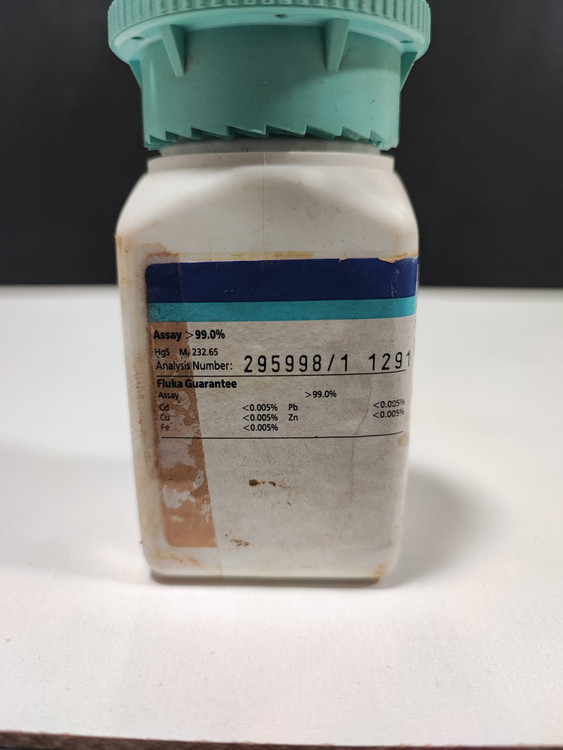 Assay >99.0%
HgS Mᵣ 232.65
Analysis Number: 295998/1 1291
Fluka Guarantee
Assay >99.0%
Cd <0.005% Pb <0.005%
Cu <0.005% Zn <0.005%
Fe <0.005%